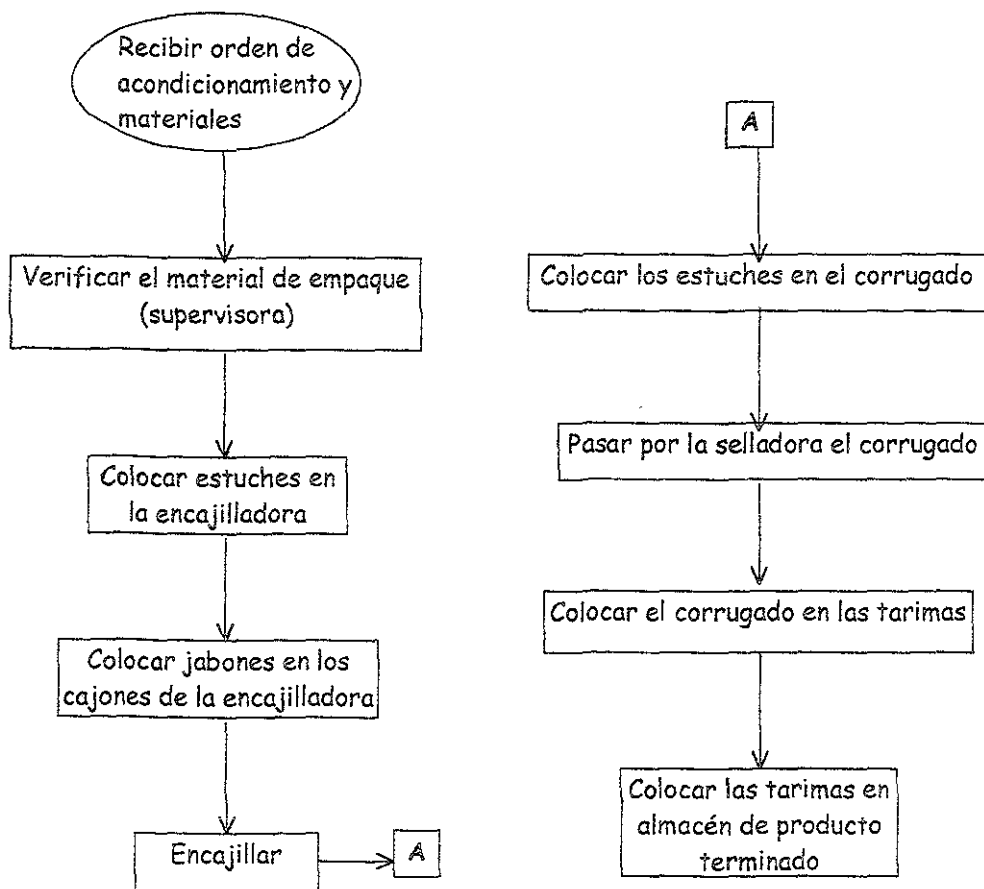 Recibir orden de
acondicionamiento y
materiales
Verificar el material de empaque
(supervisora)
Colocar estuches en
la encajilladora
Colocar jabones en los
cajones de la encajilladora
Encajillar
A
A
Colocar los estuches en el corrugado
Pasar por la selladora el corrugado
Colocar el corrugado en las tarimas
Colocar las tarimas en
almacén de producto
terminado